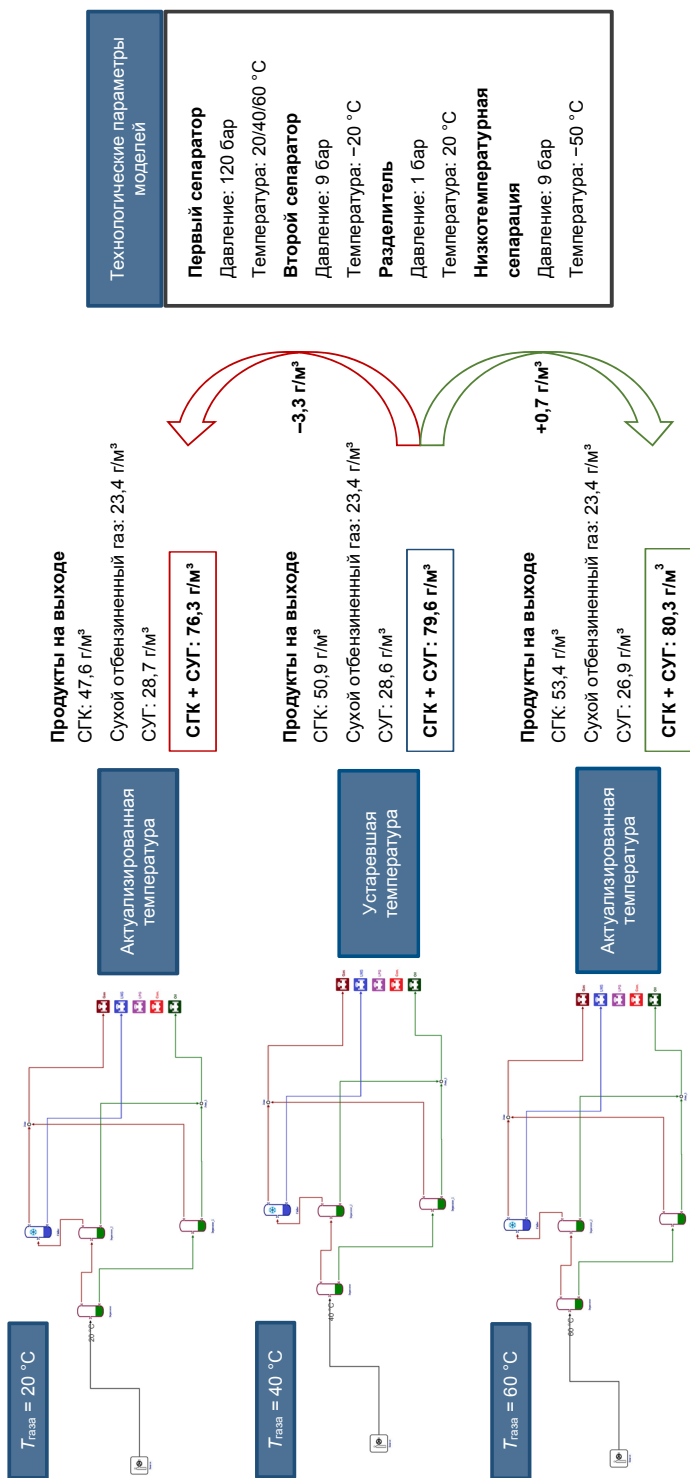 Tгаза = 20 °C
20 °C
Актуализированная
температура
Продукты на выходе
СГК: 47,6 г/м³
Сухой отбензиненный газ: 23,4 г/м³
СУГ: 28,7 г/м³
СГК + СУГ: 76,3 г/м³
Tгаза = 40 °C
40 °C
Устаревшая
температура
Продукты на выходе
СГК: 50,9 г/м³
Сухой отбензиненный газ: 23,4 г/м³
СУГ: 28,6 г/м³
СГК + СУГ: 79,6 г/м³
Tгаза = 60 °C
60 °C
Актуализированная
температура
Продукты на выходе
СГК: 53,4 г/м³
Сухой отбензиненный газ: 23,4 г/м³
СУГ: 26,9 г/м³
СГК + СУГ: 80,3 г/м³
−3,3 г/м³
+0,7 г/м³
Технологические параметры
моделей
Первый сепаратор
Давление: 120 бар
Температура: 20/40/60 °C
Второй сепаратор
Давление: 9 бар
Температура: −20 °C
Разделитель
Давление: 1 бар
Температура: 20 °C
Низкотемпературная
сепарация
Давление: 9 бар
Температура: −50 °C